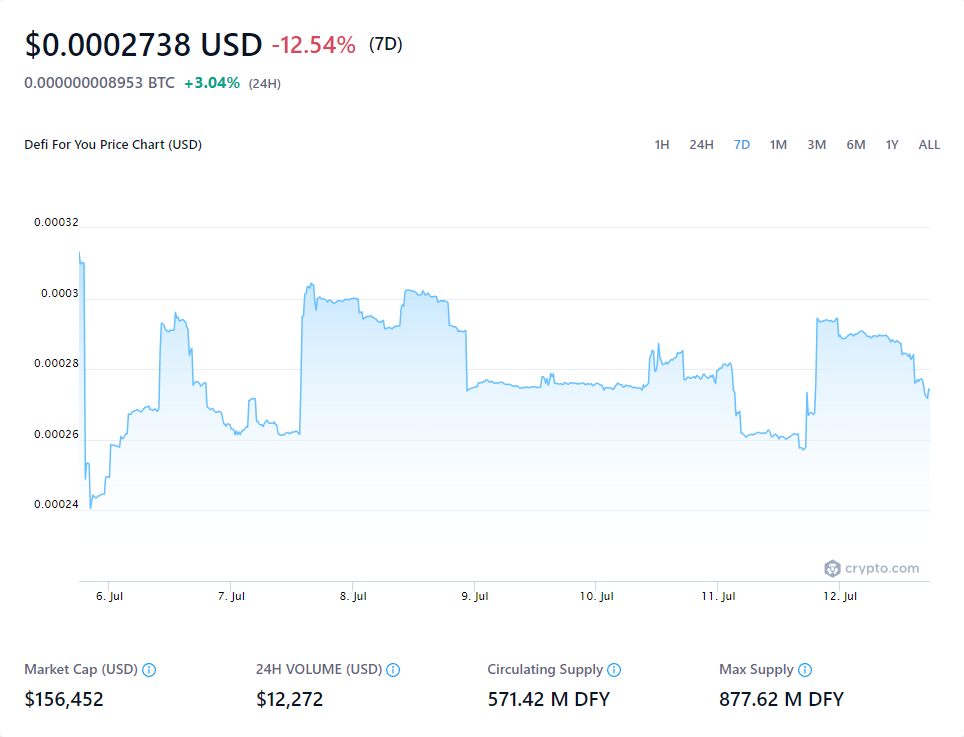 $0.0002738 USD -12.54% (7D)
0.000000008953 BTC +3.04% (24H)
Defi For You Price Chart (USD) 1H 24H 7D 1M 3M 6M 1Y ALL
0.00032
0.0003
0.00028
0.00026
0.00024
crypto.com
6. Jul 7. Jul 8. Jul 9. Jul 10. Jul 11. Jul 12. Jul
Market Cap (USD) 24H VOLUME (USD) Circulating Supply Max Supply
$156,452 $12,272 571.42 M DFY 877.62 M DFY